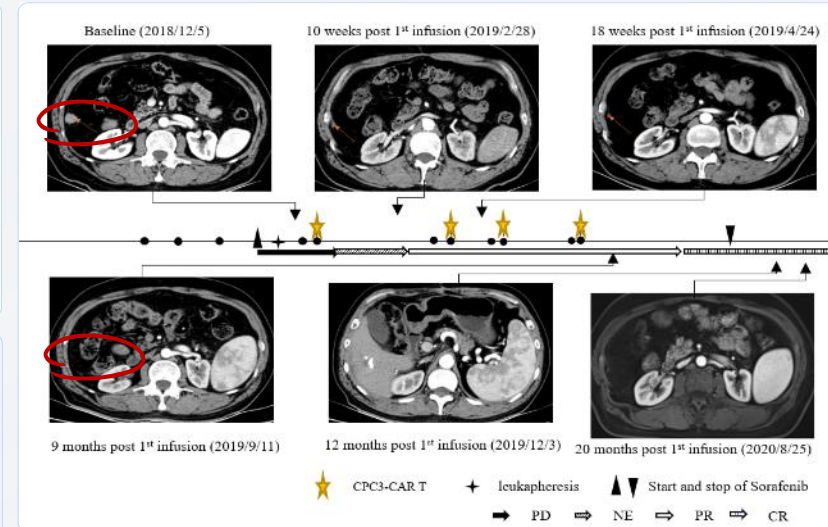 Baseline (2018/12/5)
10 weeks post 1st infusion (2019/2/28)
18 weeks post 1st infusion (2019/4/24)
9 months post 1st infusion (2019/9/11)
12 months post 1st infusion (2019/12/3)
20 months post 1st infusion (2020/8/25)
CPC3-CAR T
leukapheresis
Start and stop of Sorafenib
PD
NE
PR
CR